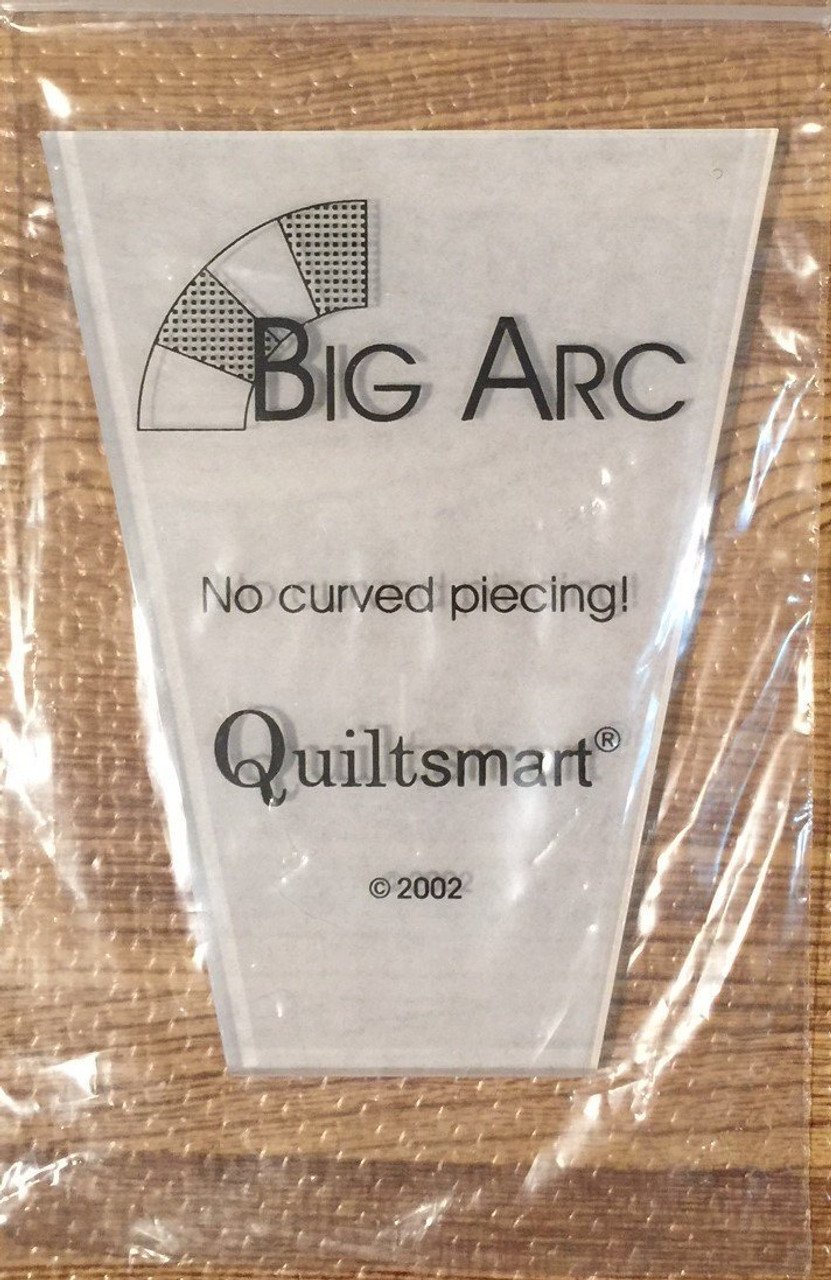 BIG ARC
No curved piecing!
Quiltsmart®
© 2002